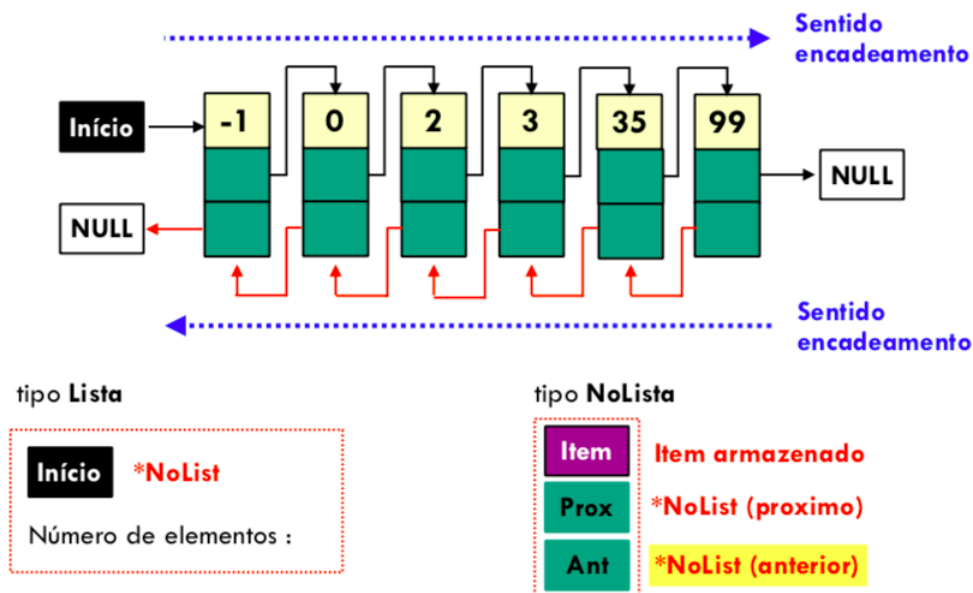 Sentido
encadeamento
Início
-1 0 2 3 35 99
NULL
NULL
Sentido
encadeamento
tipo Lista
Início *NoList
Número de elementos :
tipo NoLista
Item Item armazenado
Prox *NoList (proximo)
Ant *NoList (anterior)